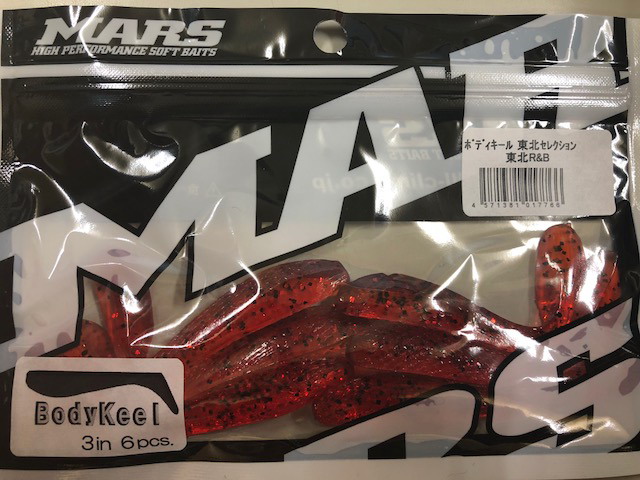 MARS
HIGH PERFORMANCE SOFT BAITS
MAR
ﾎﾞﾃﾞｨｷｰﾙ 東北ｾﾚｸｼｮﾝ
東北R&B
4 571381 017766
BodyKeel
3in 6pcs.